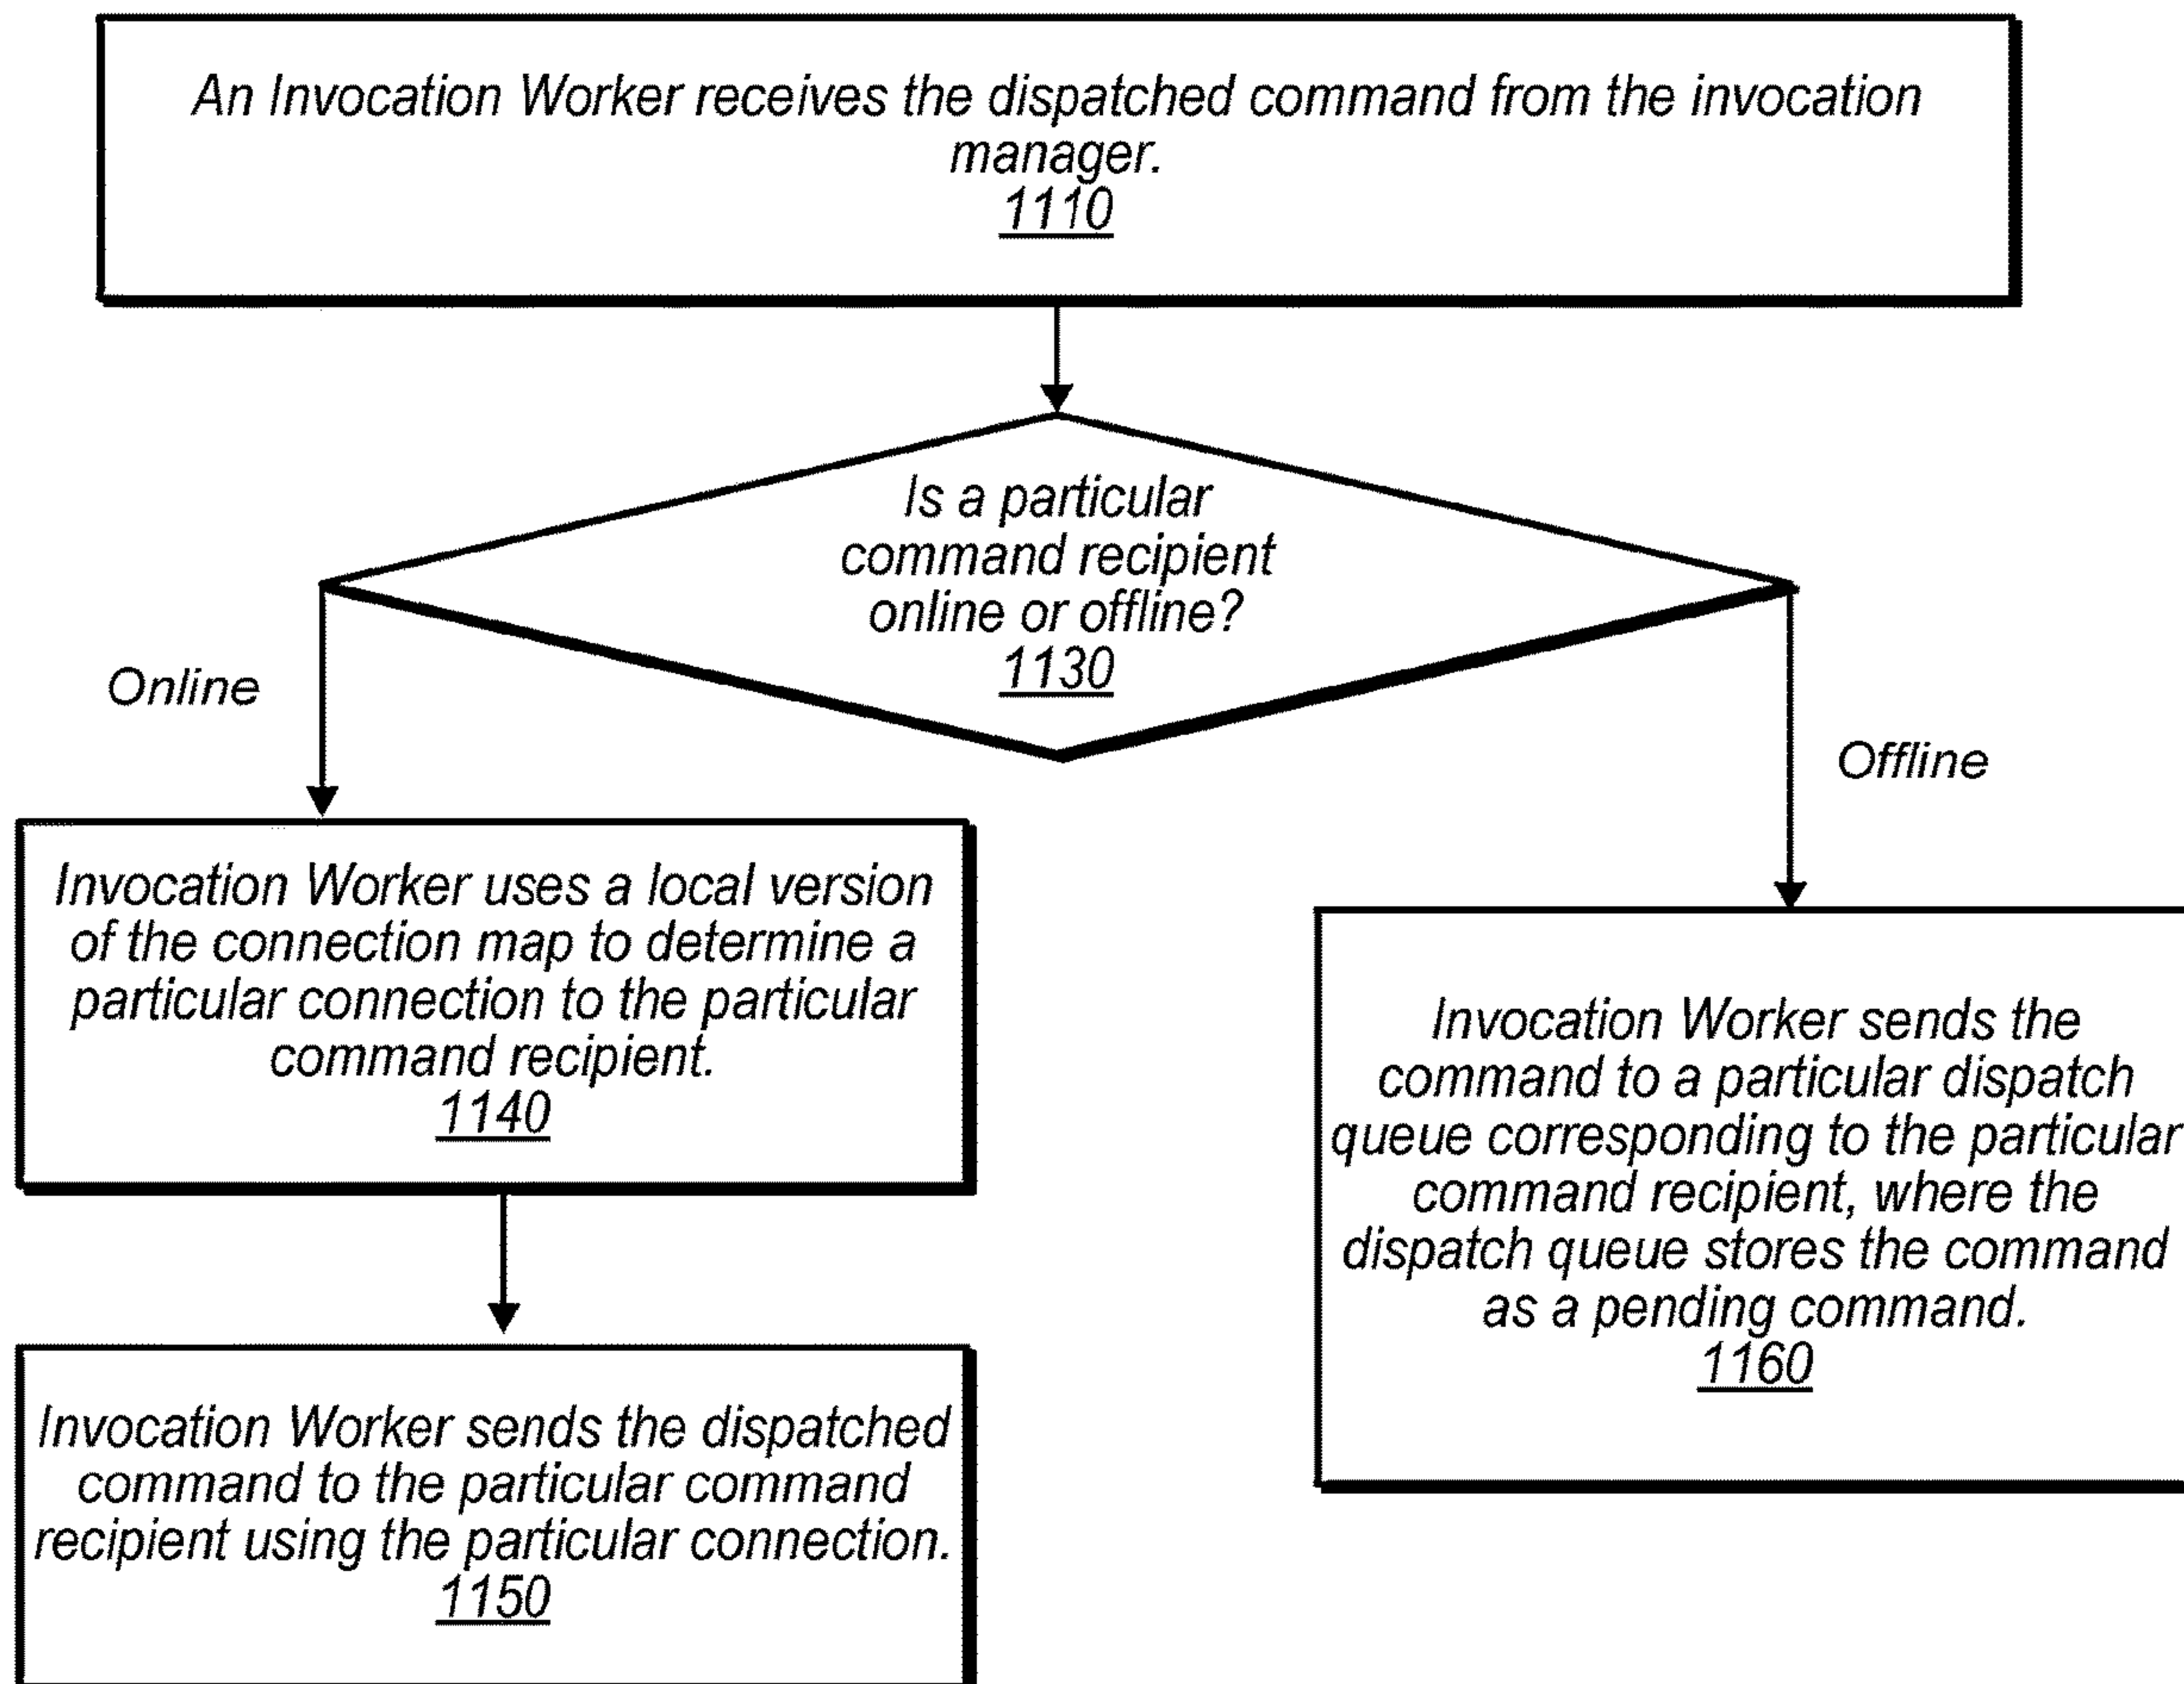 An Invocation Worker receives the dispatched command from the invocation
manager.
1110
Is a particular
command recipient
online or offline?
1130
Online
Offline
Invocation Worker uses a local version
of the connection map to determine a
particular connection to the particular
command recipient.
1140
Invocation Worker sends the
command to a particular dispatch
queue corresponding to the particular
command recipient, where the
dispatch queue stores the command
as a pending command.
1160
Invocation Worker sends the dispatched
command to the particular command
recipient using the particular connection.
1150